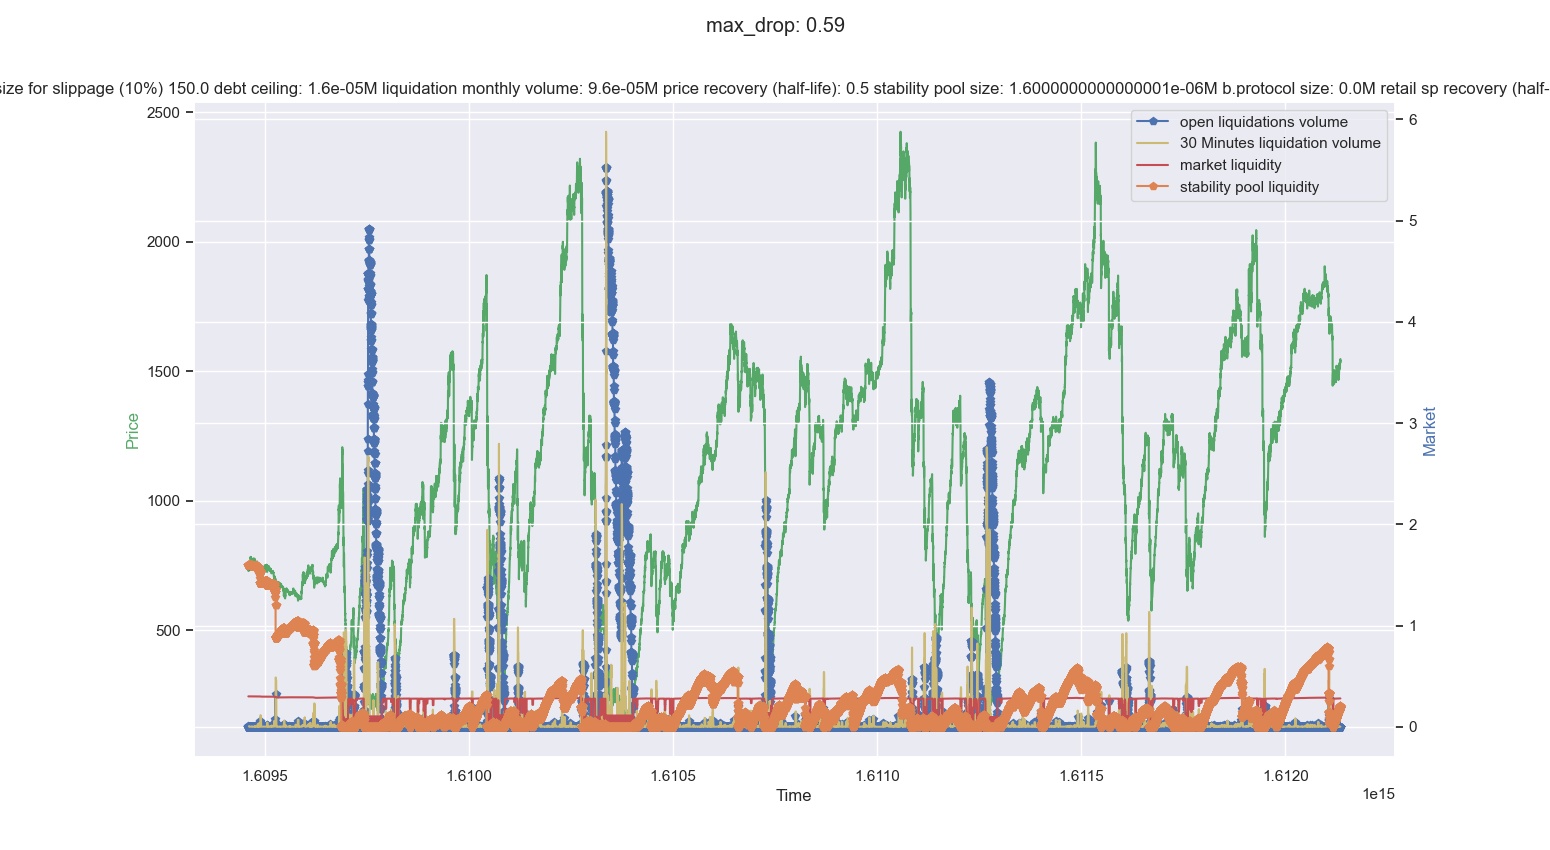 max_drop: 0.59
size for slippage (10%) 150.0 debt ceiling: 1.6e-05M liquidation monthly volume: 9.6e-05M price recovery (half-life): 0.5 stability pool size: 1.6000000000000001e-06M b.protocol size: 0.0M retail sp recovery (half-
open liquidations volume
30 Minutes liquidation volume
market liquidity
stability pool liquidity
2500
2000
1500
1000
500
Price
6
5
4
3
2
1
0
Market
1.6095
1.6100
1.6105
1.6110
1.6115
1.6120
1e15
Time